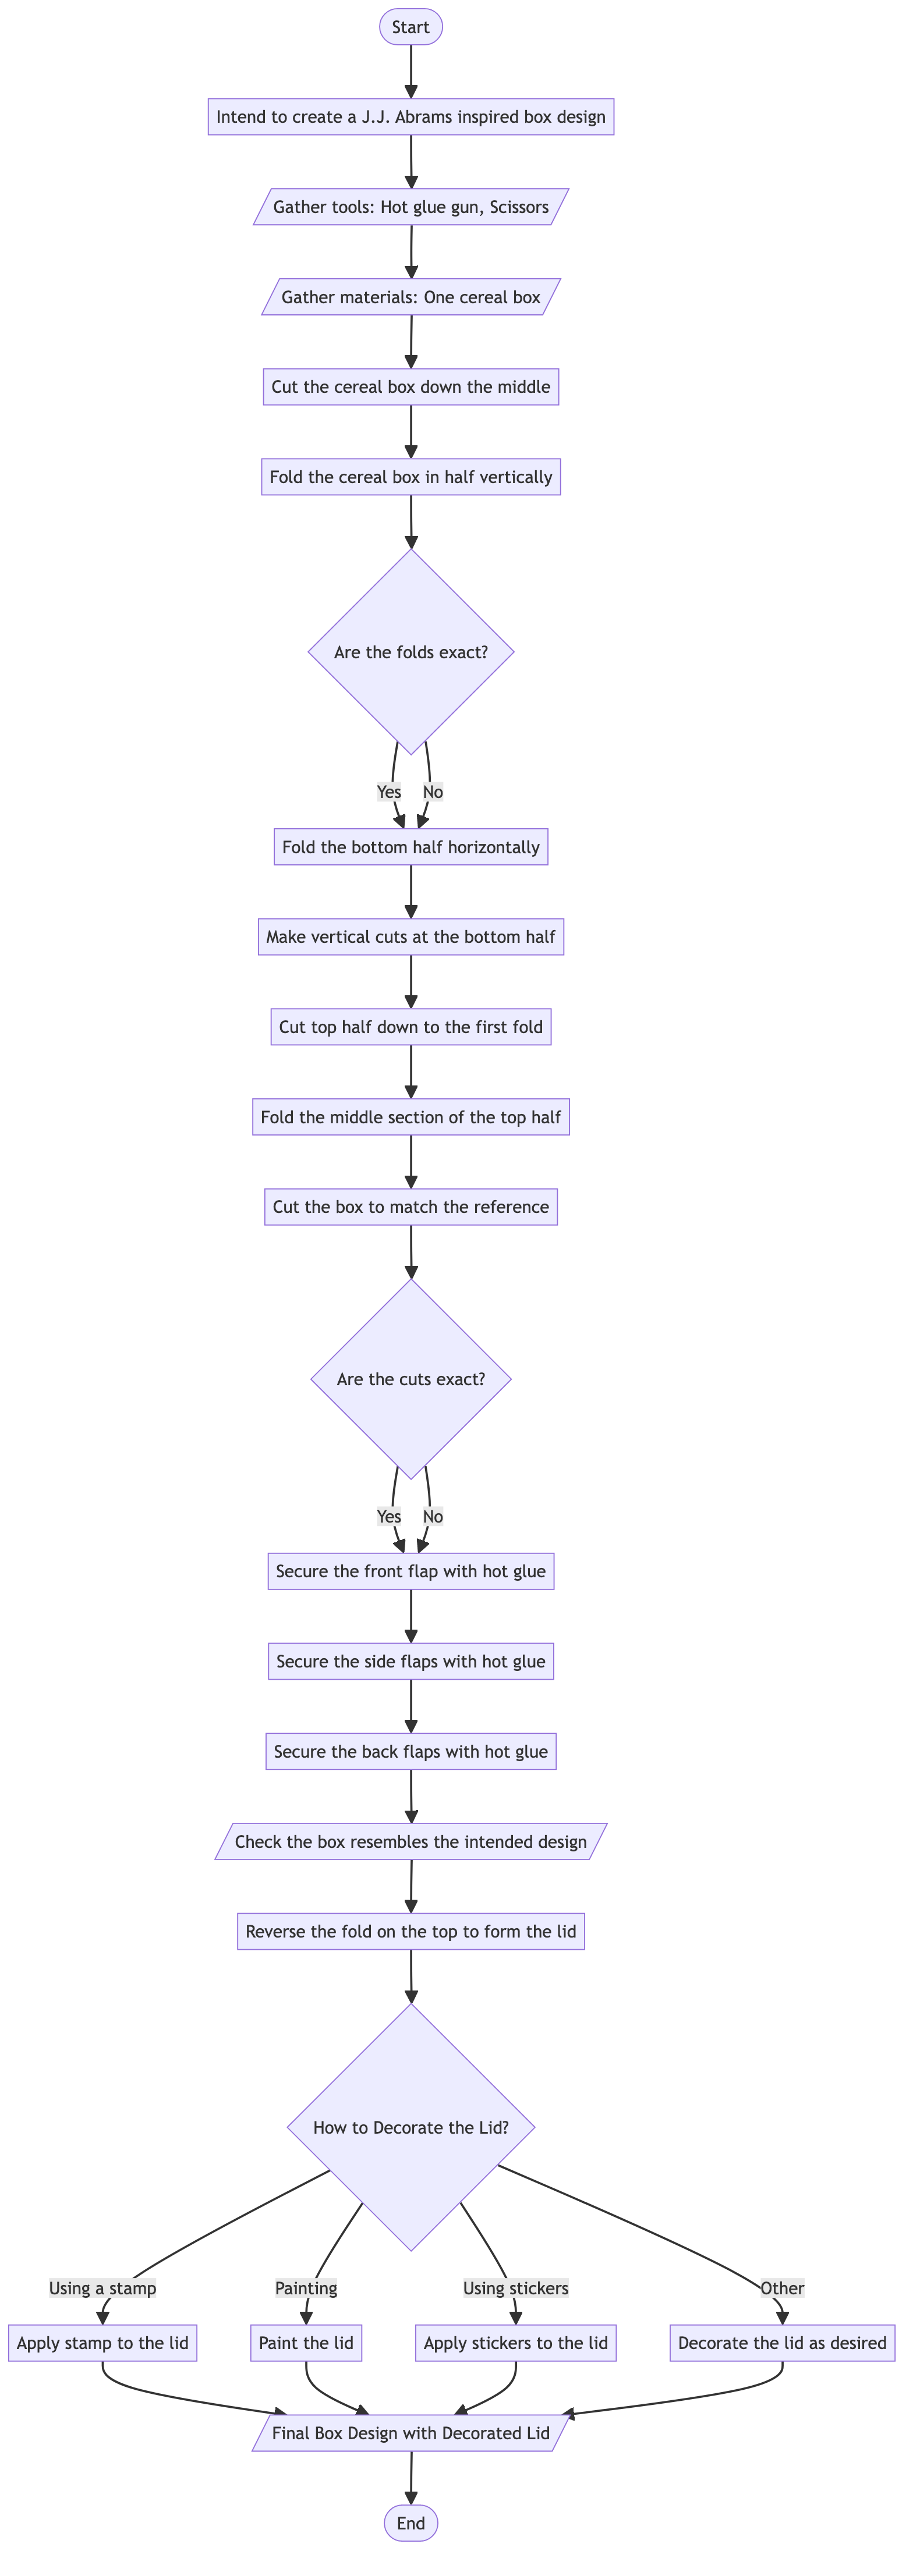 Start
Intend to create a J.J. Abrams inspired box design
Gather tools: Hot glue gun, Scissors
Gather materials: One cereal box
Cut the cereal box down the middle
Fold the cereal box in half vertically
Are the folds exact?
Yes
No
Fold the bottom half horizontally
Make vertical cuts at the bottom half
Cut top half down to the first fold
Fold the middle section of the top half
Cut the box to match the reference
Are the cuts exact?
Yes
No
Secure the front flap with hot glue
Secure the side flaps with hot glue
Secure the back flaps with hot glue
Check the box resembles the intended design
Reverse the fold on the top to form the lid
How to Decorate the Lid?
Using a stamp
Painting
Using stickers
Other
Apply stamp to the lid
Paint the lid
Apply stickers to the lid
Decorate the lid as desired
Final Box Design with Decorated Lid
End